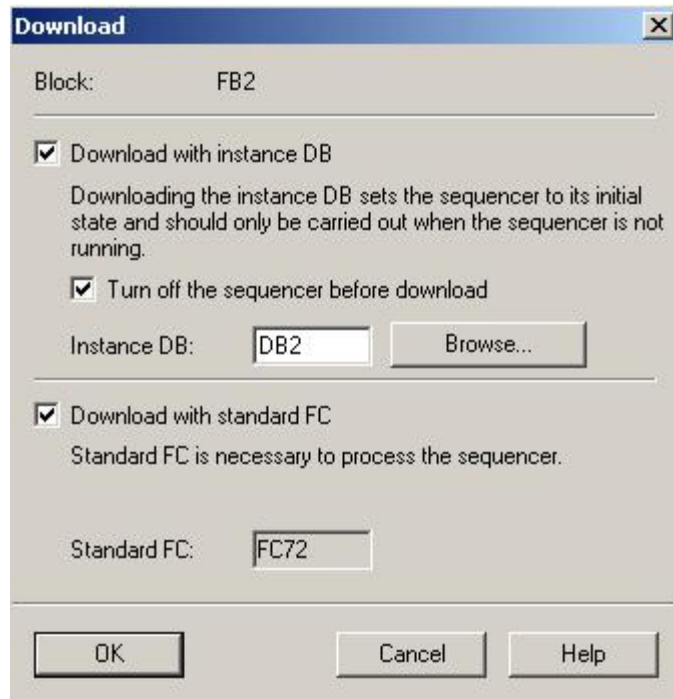 Download
Block: FB2
Download with instance DB
Downloading the instance DB sets the sequencer to its initial
state and should only be carried out when the sequencer is not
running.
Turn off the sequencer before download
Instance DB: DB2 Browse...
Download with standard FC
Standard FC is necessary to process the sequencer.
Standard FC: FC72
OK Cancel Help